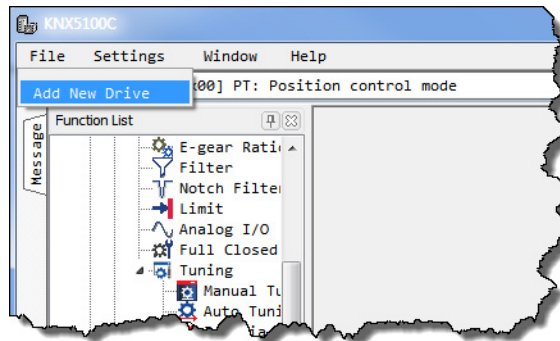 KNX5100C
File Settings Window Help
Add New Drive
00] PT: Position control mode
Message
Function List
E-gear Rati
Filter
Notch Filte
Limit
Analog I/O
Full Closed
Tuning
Manual Tu
Auto Tuni